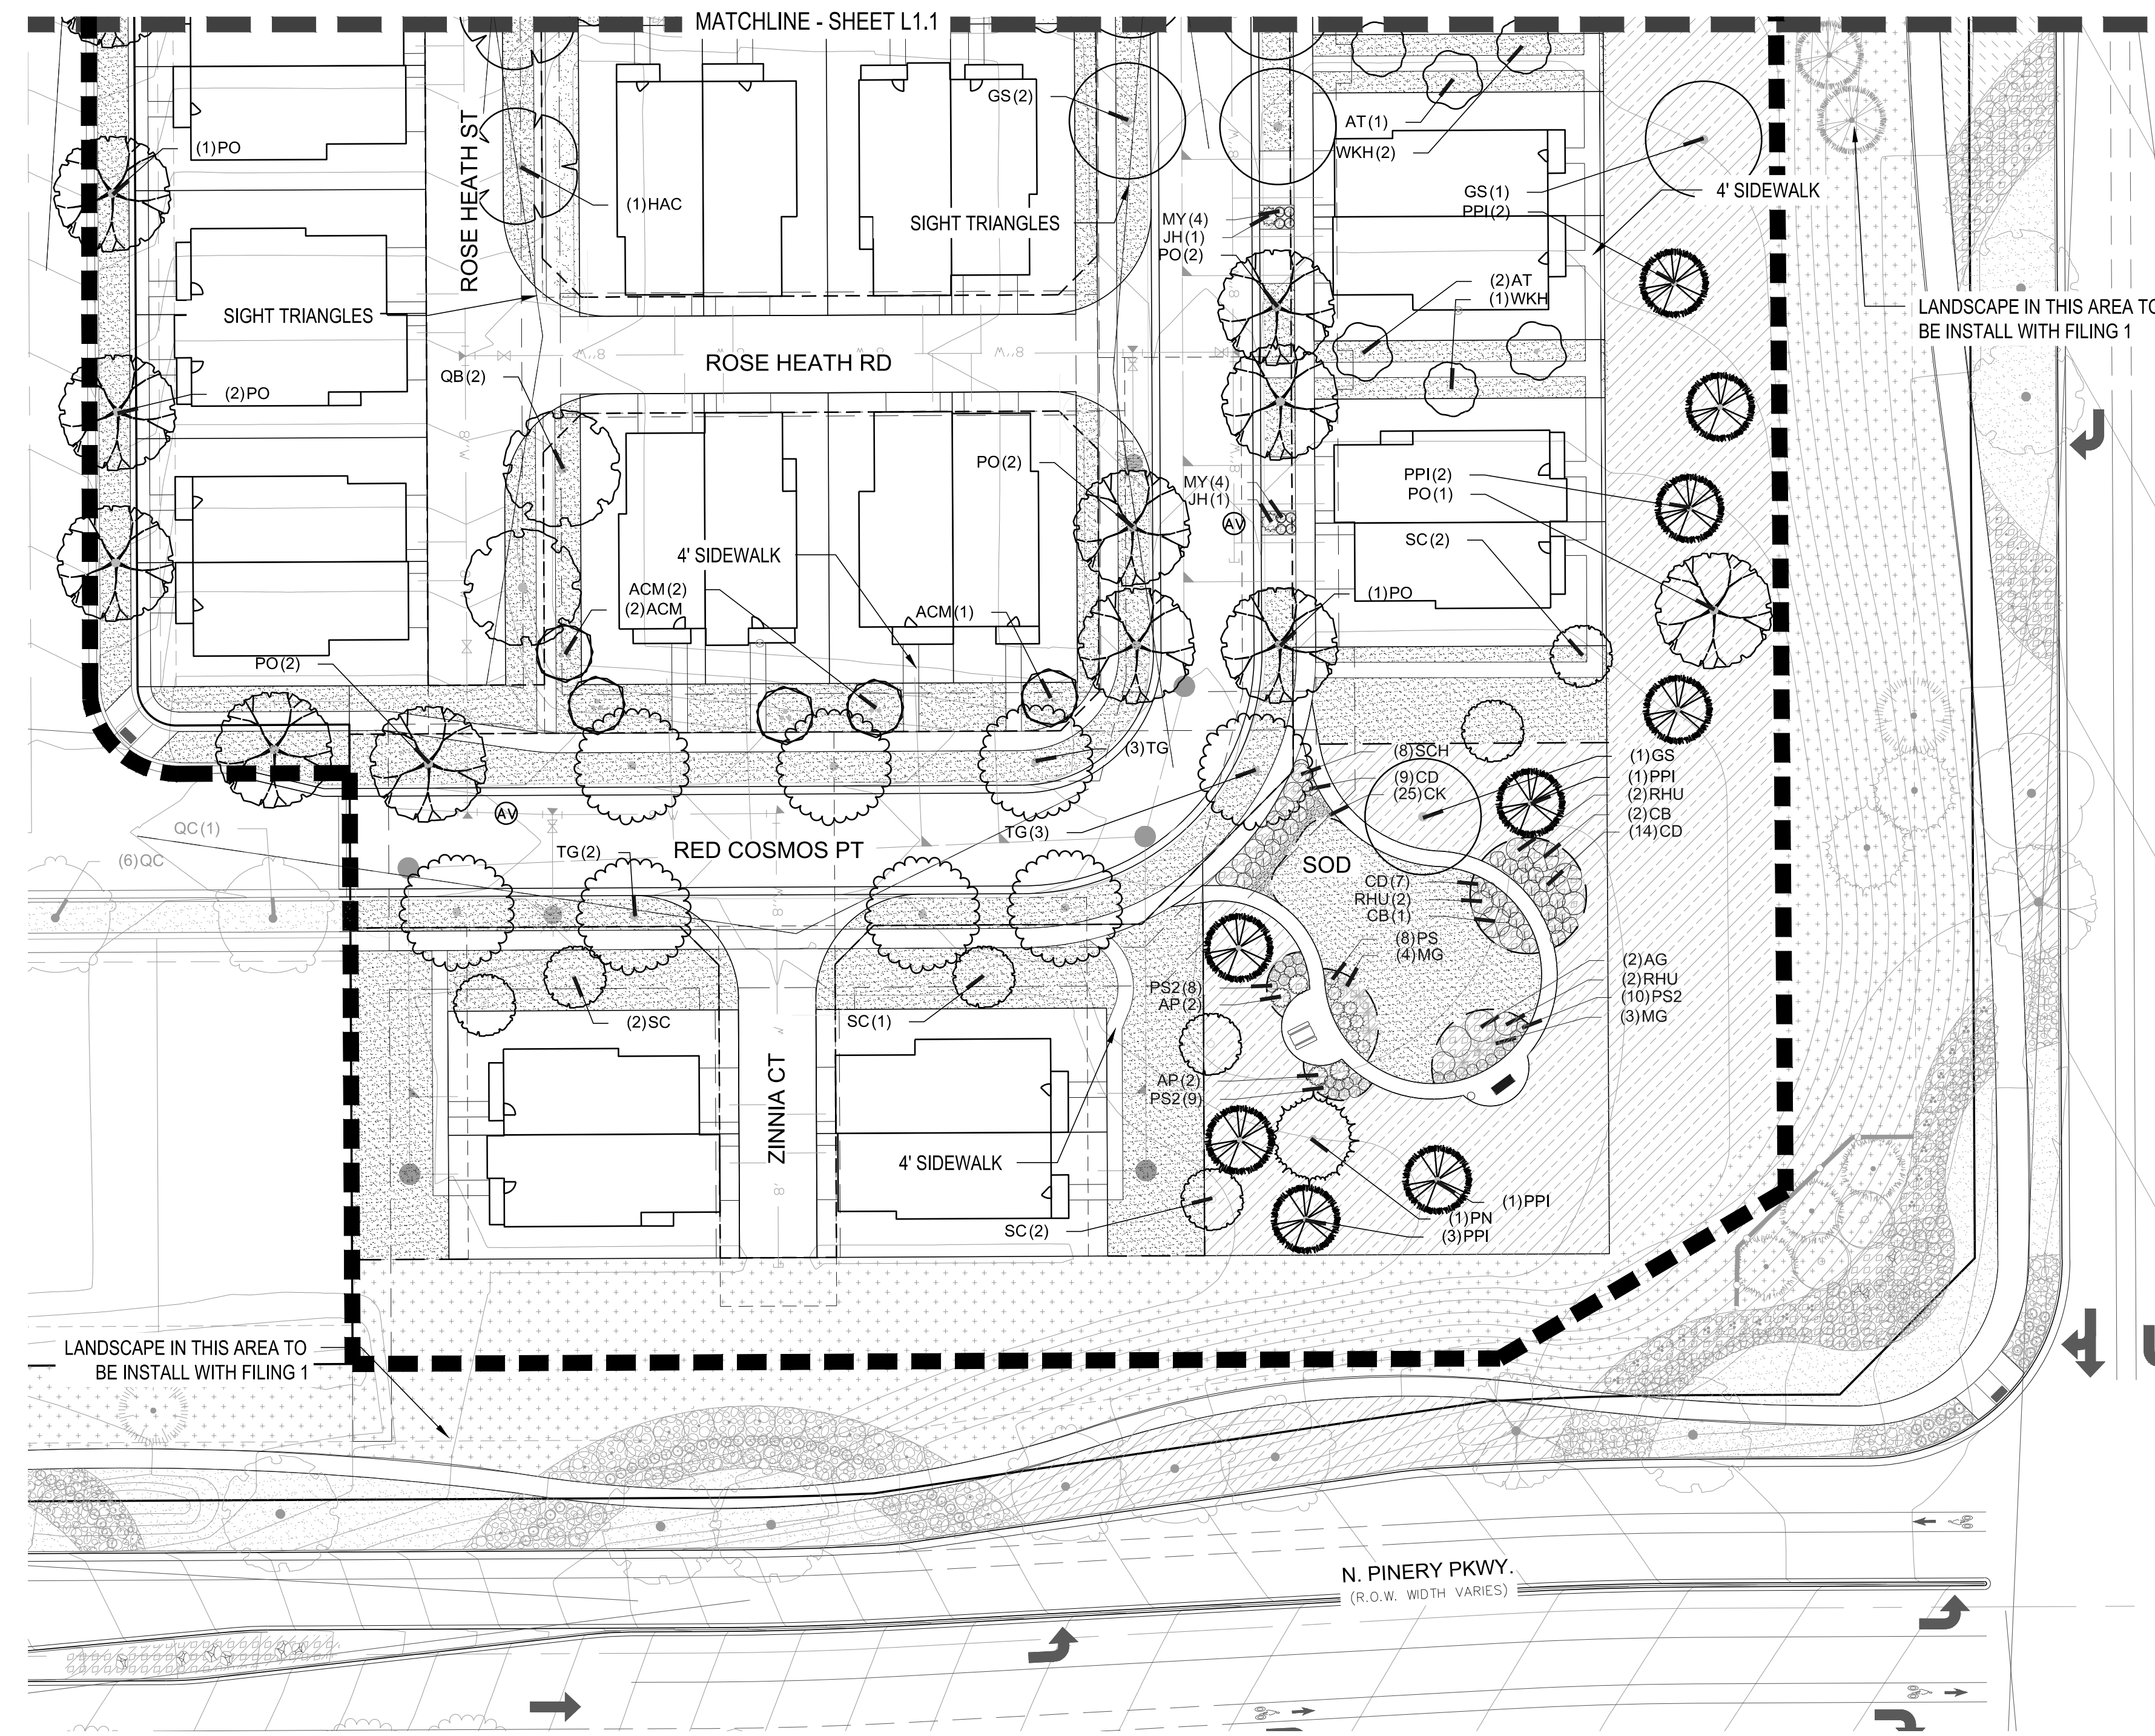 MATCHLINE - SHEET L1.1
ROSE HEATH ST
(1)PO
(1)HAC
GS(2)
SIGHT TRIANGLES
AT(1)
WKH(2)
GS(1)
PPI(2)
4' SIDEWALK
MY(4)
JH(1)
PO(2)
(2)AT
(1)WKH
LANDSCAPE IN THIS AREA TO
BE INSTALL WITH FILING 1
SIGHT TRIANGLES
ROSE HEATH RD
QB(2)
(2)PO
PO(2)
MY(4)
JH(1)
AV
PPI(2)
PO(1)
SC(2)
4' SIDEWALK
ACM(2)
(2)ACM
ACM(1)
(1)PO
PO(2)
(3)TG
(8)SCH
(9)CD
(25)CK
(1)GS
(1)PPI
(2)RHU
(2)CB
(14)CD
AV
QC(1)
(6)QC
TG(2)
RED COSMOS PT
TG(3)
SOD
CD(7)
RHU(2)
CB(1)
(8)PS
(4)MG
PS2(8)
AP(2)
(2)AG
(2)RHU
(10)PS2
(3)MG
(2)SC
SC(1)
ZINNIA CT
AP(2)
PS2(9)
4' SIDEWALK
SC(2)
(1)PPI
(1)PN
(3)PPI
LANDSCAPE IN THIS AREA TO
BE INSTALL WITH FILING 1
N. PINERY PKWY.
(R.O.W. WIDTH VARIES)